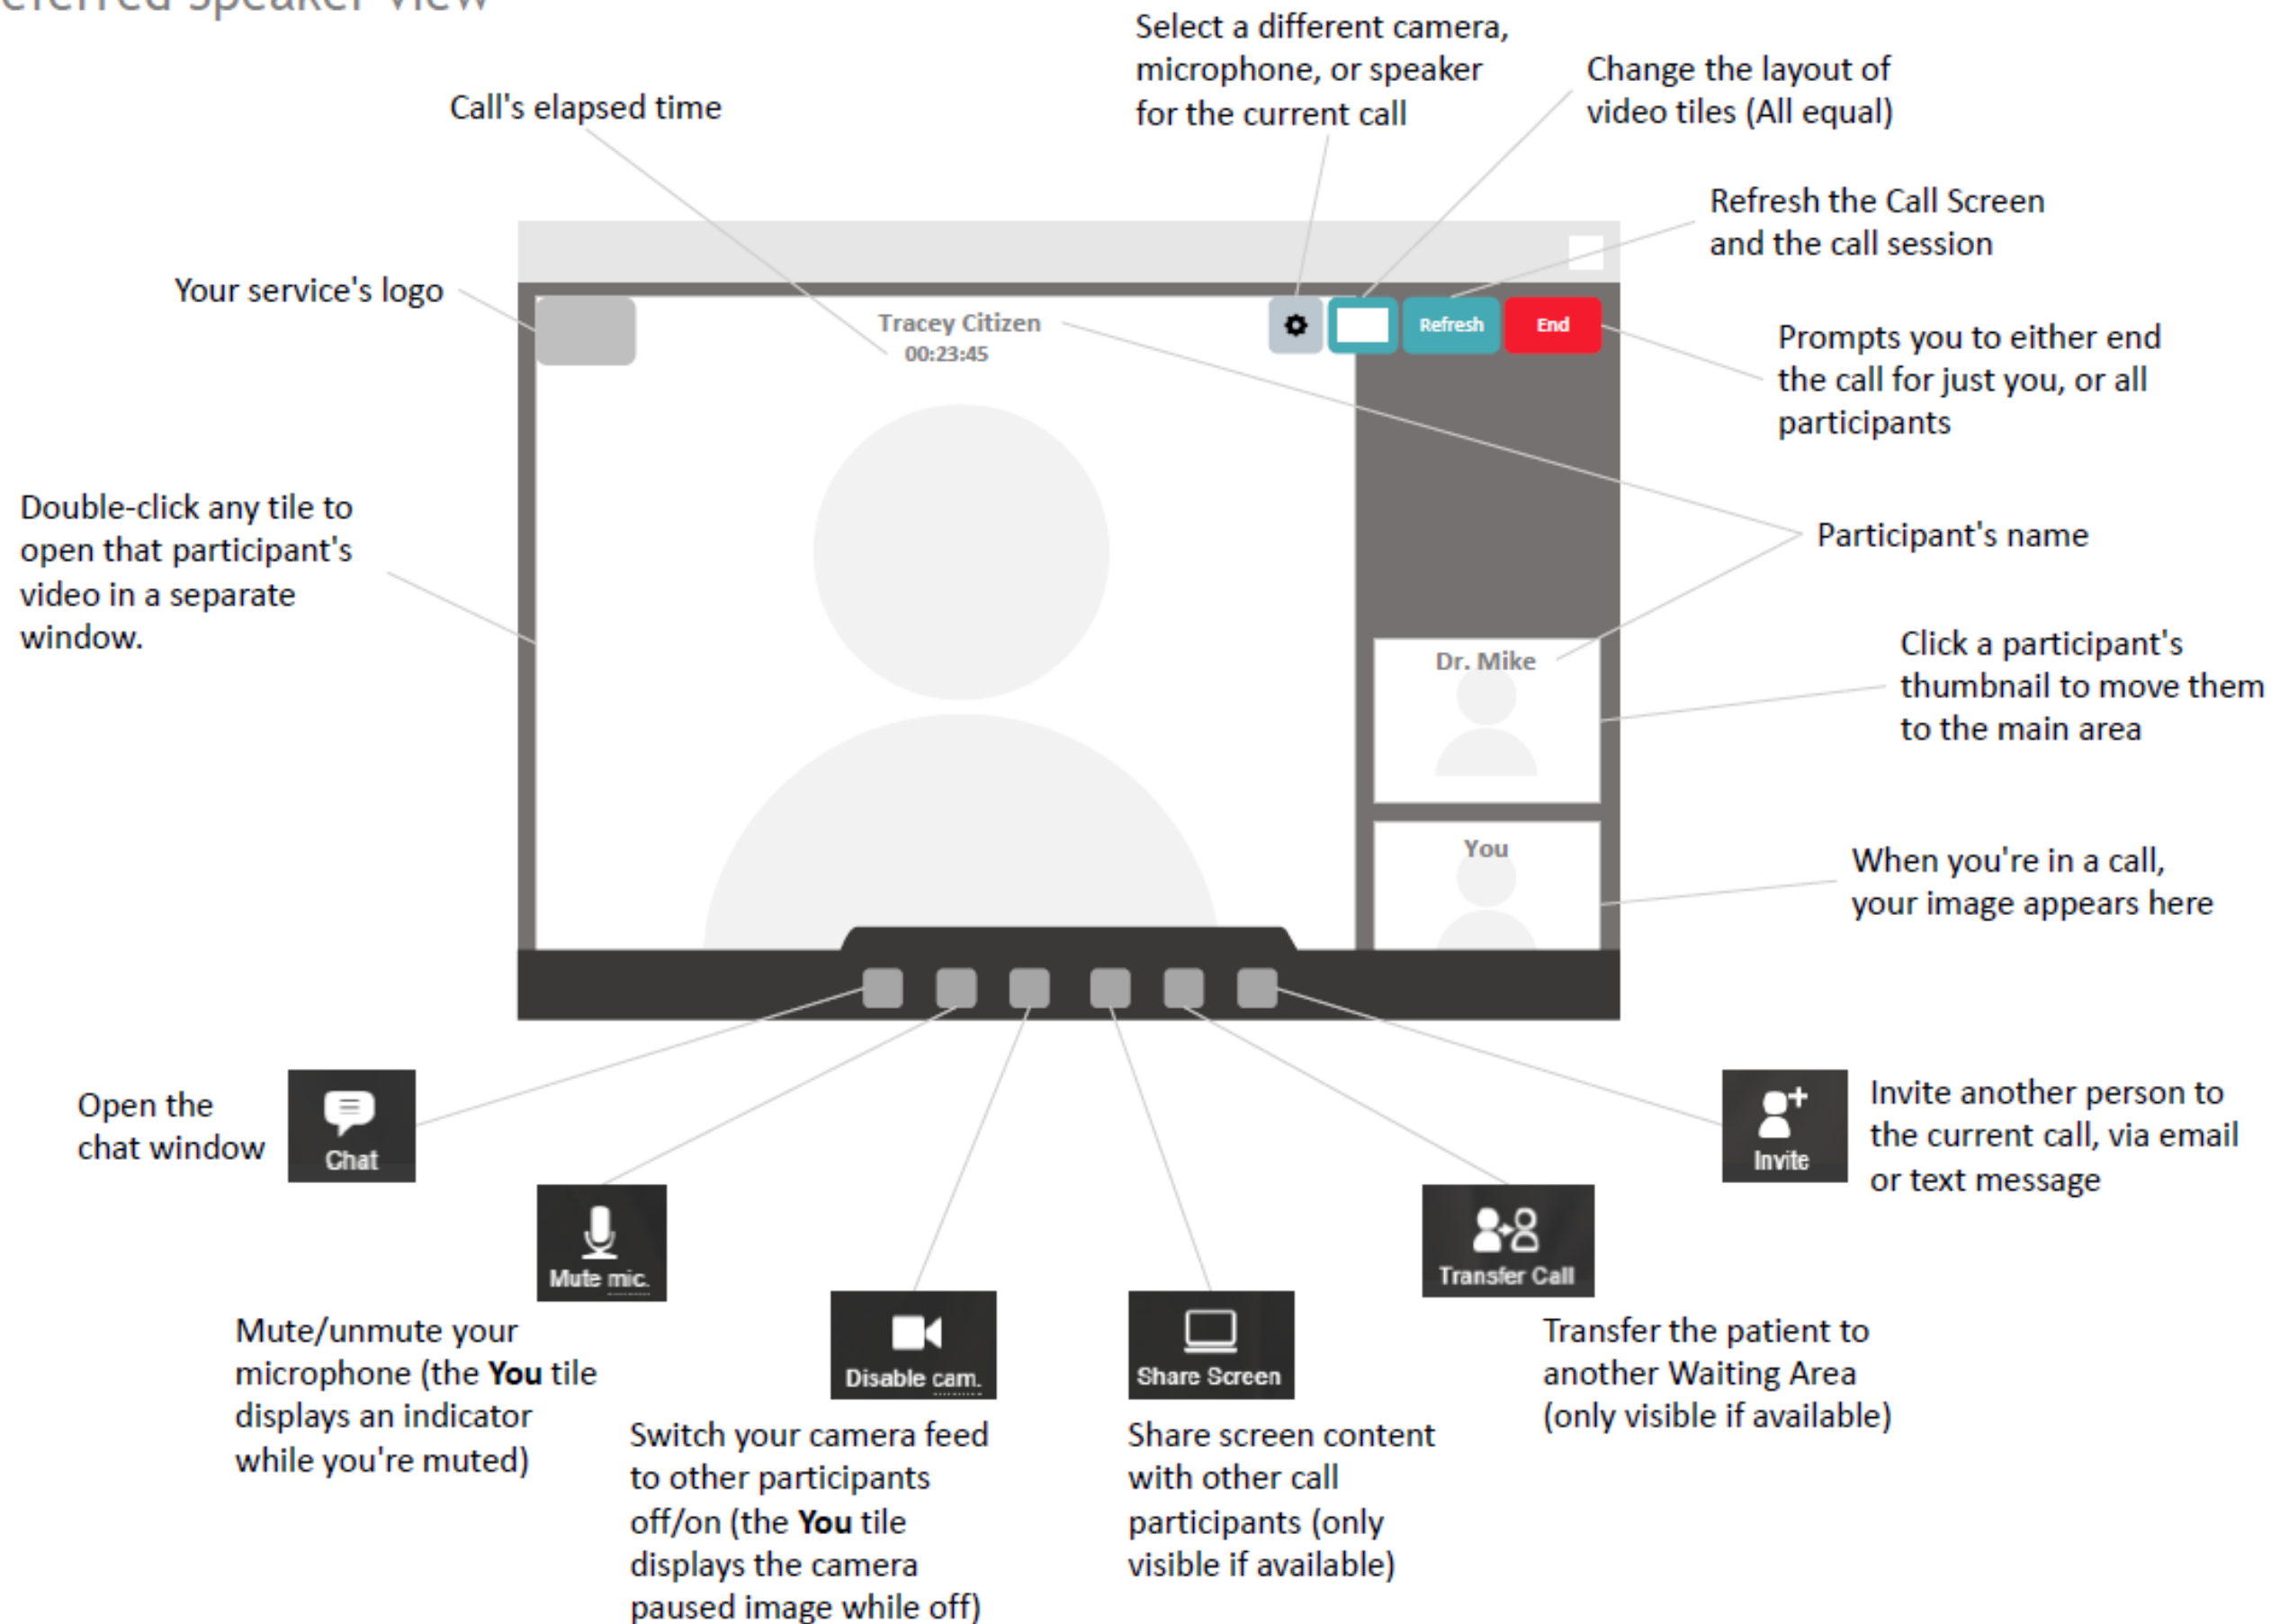 Speaker View
Select a different camera,
microphone, or speaker
for the current call
Change the layout of
video tiles (All equal)
Call's elapsed time
Refresh the Call Screen
and the call session
Your service's logo
Tracey Citizen
00:23:45
Refresh
End
Prompts you to either end
the call for just you, or all
participants
Double-click any tile to
open that participant's
video in a separate
window.
Participant's name
Dr. Mike
Click a participant's
thumbnail to move them
to the main area
You
When you're in a call,
your image appears here
Open the
chat window
Chat
Invite
Invite another person to
the current call, via email
or text message
Mute mic.
Mute/unmute your
microphone (the You tile
displays an indicator
while you're muted)
Disable cam.
Switch your camera feed
to other participants
off/on (the You tile
displays the camera
paused image while off)
Share Screen
Share screen content
with other call
participants (only
visible if available)
Transfer Call
Transfer the patient to
another Waiting Area
(only visible if available)